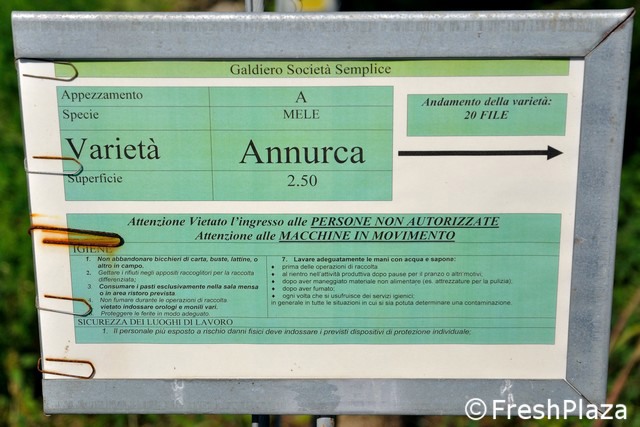 Galdiero Società Semplice
Appezzamento A
Specie MELE
Varietà Annurca
Superficie 2.50
Andamento della varietà:
20 FILE
Attenzione Vietato l'ingresso alle PERSONE NON AUTORIZZATE
Attenzione alle MACCHINE IN MOVIMENTO
IGIENE
1. Non abbandonare bicchieri di carta, buste, lattine, o
altro in campo.
2. Gettare i rifiuti negli appositi raccoglitori per la raccolta
differenziata;
3. Consumare i pasti esclusivamente nella sala mensa
o in area ristoro prevista
Non fumare durante le operazioni di raccolta.
vietato indossare orologi e monili vari.
Proteggere le ferite in modo adeguato.
7. Lavare adeguatamente le mani con acqua e sapone:
♦ prima delle operazioni di raccolta
♦ al rientro nell'attività produttiva dopo pause per il pranzo o altri motivi;
♦ dopo aver maneggiato materiale non alimentare (es. attrezzature per la pulizia);
♦ dopo aver fumato;
♦ ogni volta che si usufruisce dei servizi igienici;
in generale in tutte le situazioni in cui si sia potuta determinare una contaminazione.
SICUREZZA DEI LUOGHI DI LAVORO
1. Il personale più esposto a rischio danni fisici deve indossare i previsti dispositivi di protezione individuale;
©FreshPlaza